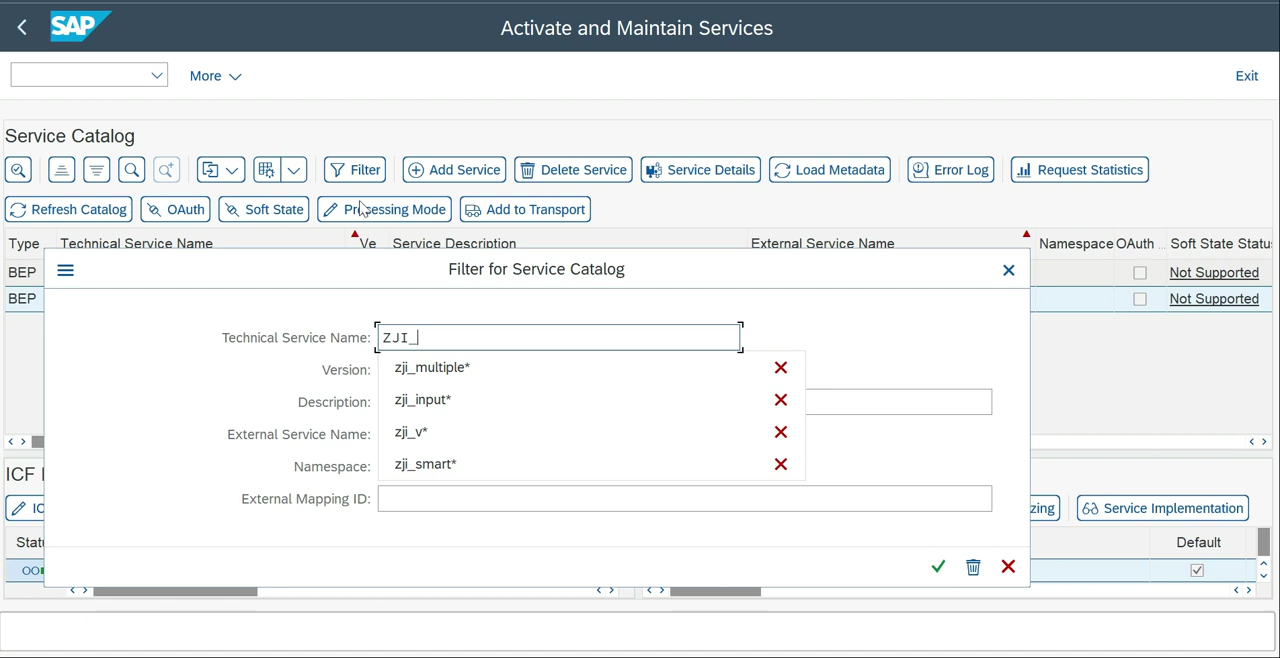 SAP
Activate and Maintain Services
More
Exit
Service Catalog
Filter
Add Service
Delete Service
Service Details
Load Metadata
Error Log
Request Statistics
Refresh Catalog
OAuth
Soft State
Processing Mode
Add to Transport
Type
Technical Service Name
Ve
Service Description
External Service Name
Namespace
OAuth ...
Soft State Statu
BEP
Not Supported
BEP
Not Supported
Filter for Service Catalog
Technical Service Name:
ZJI_
Version:
zji_multiple*
Description:
zji_input*
External Service Name:
zji_v*
Namespace:
zji_smart*
External Mapping ID:
ICF
IC
zing
Service Implementation
Statu
Default